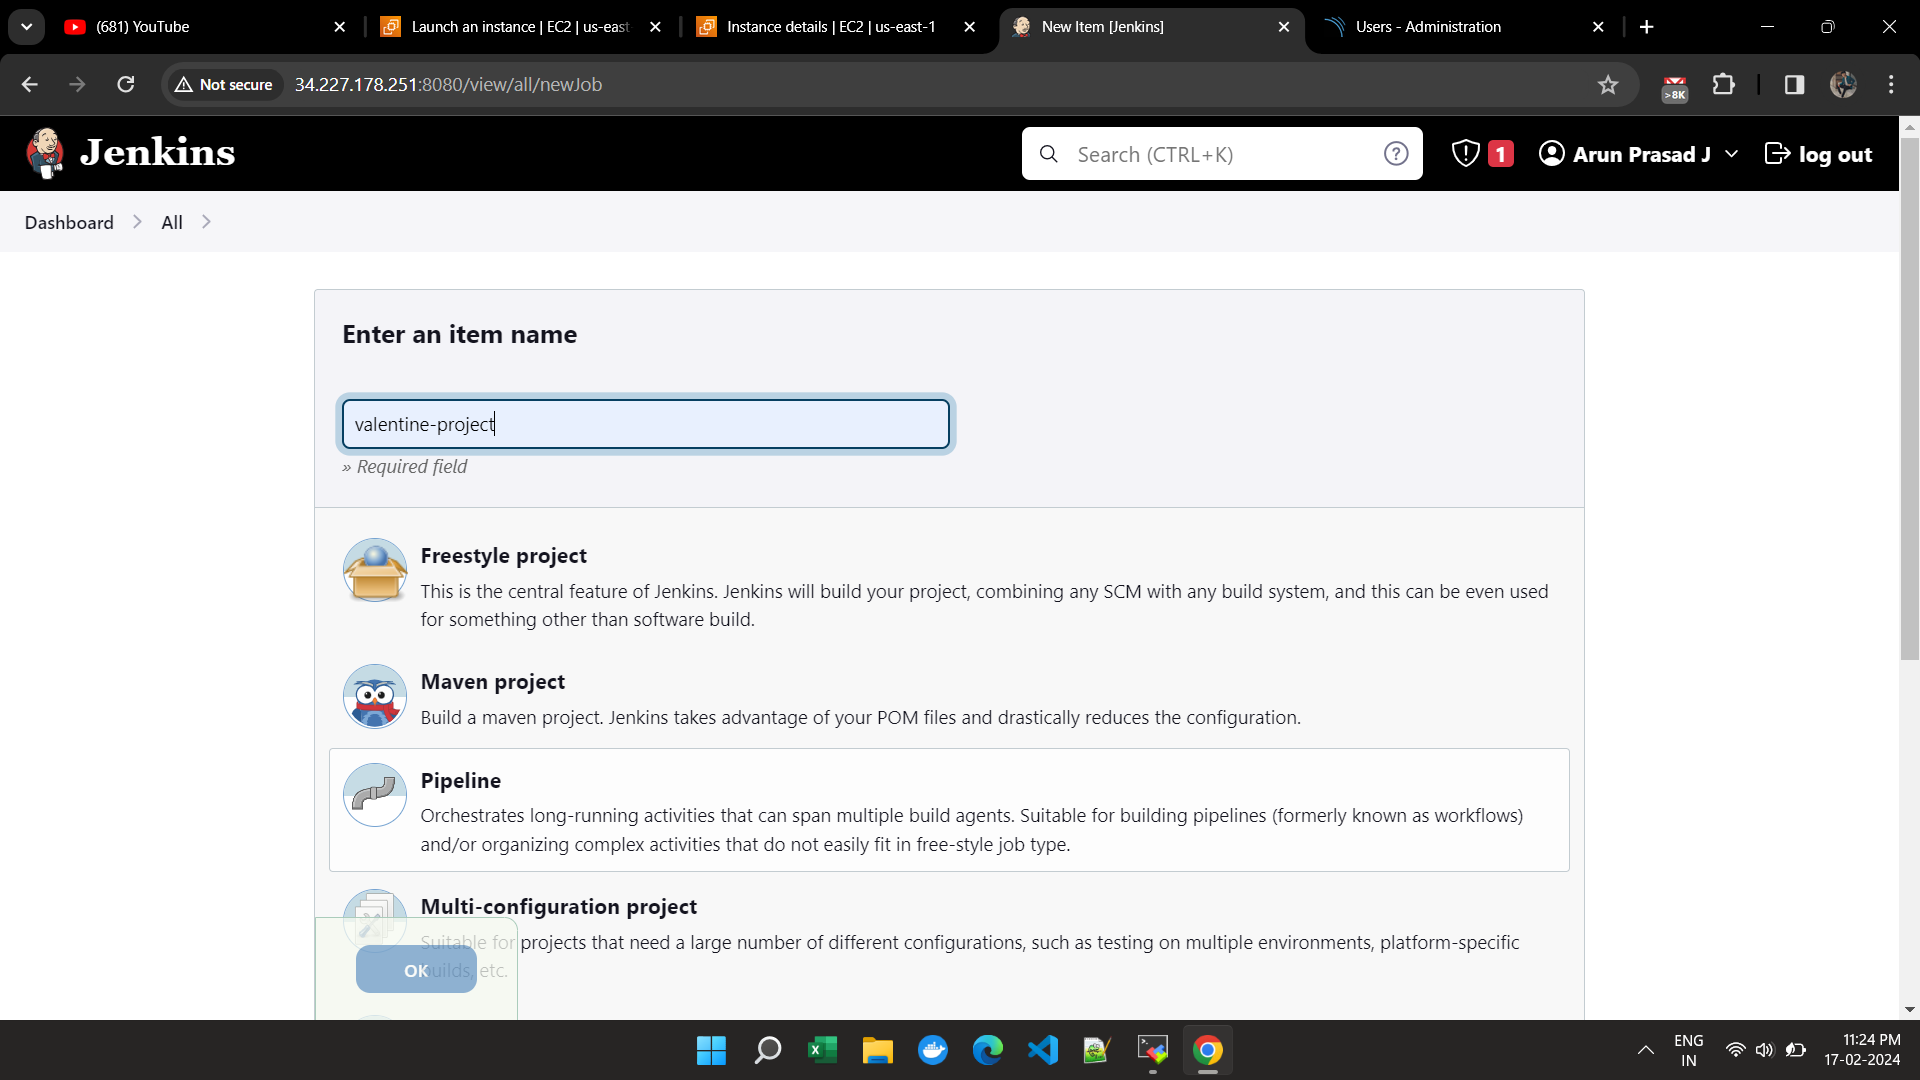 (681) YouTube
Launch an instance | EC2 | us-east
Instance details | EC2 | us-east-1
New Item [Jenkins]
Users - Administration
Not secure
34.227.178.251:8080/view/all/newJob
>8K
Jenkins
Search (CTRL+K)
1
Arun Prasad J
log out
Dashboard
All
Enter an item name
valentine-project
» Required field
Freestyle project
This is the central feature of Jenkins. Jenkins will build your project, combining any SCM with any build system, and this can be even used
for something other than software build.
Maven project
Build a maven project. Jenkins takes advantage of your POM files and drastically reduces the configuration.
Pipeline
Orchestrates long-running activities that can span multiple build agents. Suitable for building pipelines (formerly known as workflows)
and/or organizing complex activities that do not easily fit in free-style job type.
Multi-configuration project
Suitable for projects that need a large number of different configurations, such as testing on multiple environments, platform-specific
builds, etc.
OK
ENG
IN
11:24 PM
17-02-2024